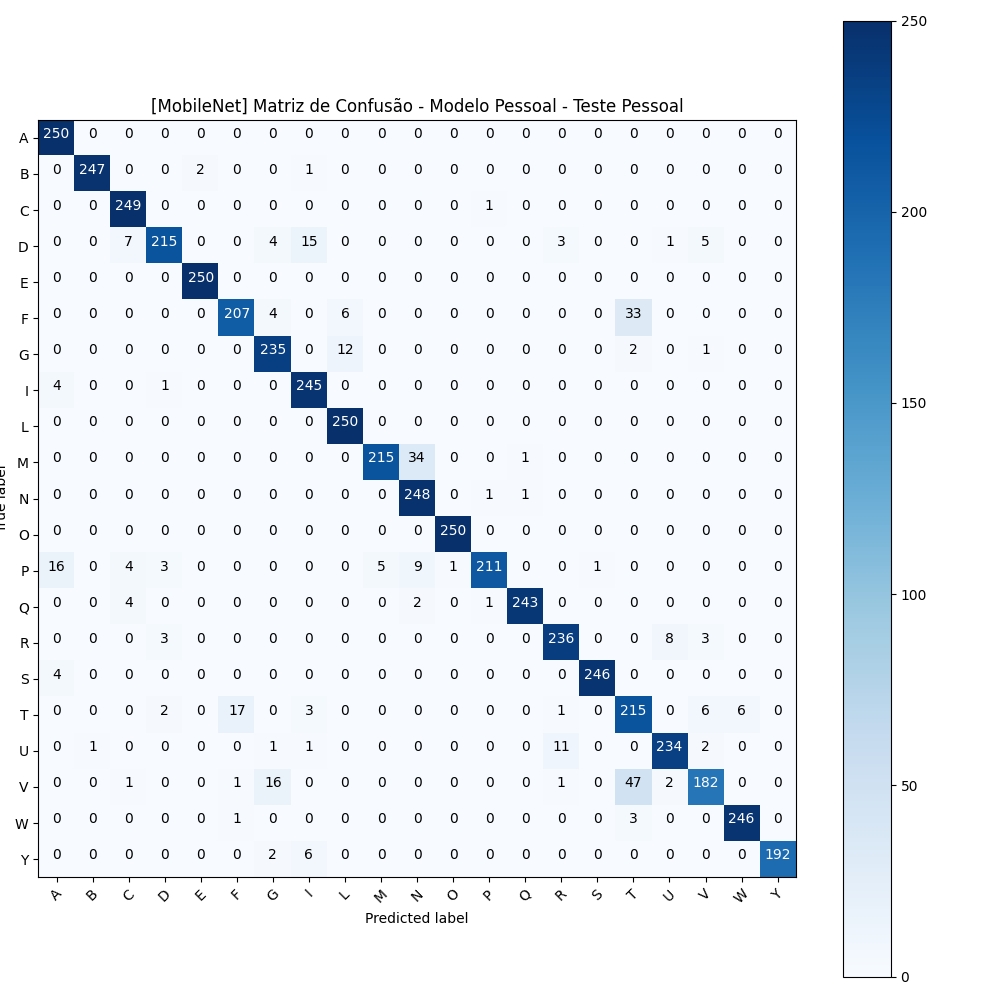 [MobileNet] Matriz de Confusão - Modelo Pessoal - Teste Pessoal
A 250 0 0 0 0 0 0 0 0 0 0 0 0 0 0 0 0 0 0 0 0
B 0 247 0 0 2 0 0 1 0 0 0 0 0 0 0 0 0 0 0 0 0
C 0 0 249 0 0 0 0 0 0 0 0 0 1 0 0 0 0 0 0 0 0
D 0 0 7 215 0 0 4 15 0 0 0 0 0 0 3 0 0 1 5 0 0
E 0 0 0 0 250 0 0 0 0 0 0 0 0 0 0 0 0 0 0 0 0
F 0 0 0 0 0 207 4 0 6 0 0 0 0 0 0 0 33 0 0 0 0
G 0 0 0 0 0 0 235 0 12 0 0 0 0 0 0 0 2 0 1 0 0
I 4 0 0 1 0 0 0 245 0 0 0 0 0 0 0 0 0 0 0 0 0
L 0 0 0 0 0 0 0 0 250 0 0 0 0 0 0 0 0 0 0 0 0
M 0 0 0 0 0 0 0 0 0 215 34 0 0 1 0 0 0 0 0 0 0
N 0 0 0 0 0 0 0 0 0 0 248 0 1 1 0 0 0 0 0 0 0
O 0 0 0 0 0 0 0 0 0 0 0 250 0 0 0 0 0 0 0 0 0
P 16 0 4 3 0 0 0 0 0 5 9 1 211 0 0 1 0 0 0 0 0
Q 0 0 4 0 0 0 0 0 0 0 2 0 1 243 0 0 0 0 0 0 0
R 0 0 0 3 0 0 0 0 0 0 0 0 0 0 236 0 0 8 3 0 0
S 4 0 0 0 0 0 0 0 0 0 0 0 0 0 0 246 0 0 0 0 0
T 0 0 0 2 0 17 0 3 0 0 0 0 0 0 1 0 215 0 6 6 0
U 0 1 0 0 0 0 1 1 0 0 0 0 0 0 11 0 0 234 2 0 0
V 0 0 1 0 0 1 16 0 0 0 0 0 0 0 1 0 47 2 182 0 0
W 0 0 0 0 0 1 0 0 0 0 0 0 0 0 0 0 3 0 0 246 0
Y 0 0 0 0 0 0 2 6 0 0 0 0 0 0 0 0 0 0 0 0 192
A B C D E F G I L M N O P Q R S T U V W Y
Predicted label
label
250
200
150
100
50
0